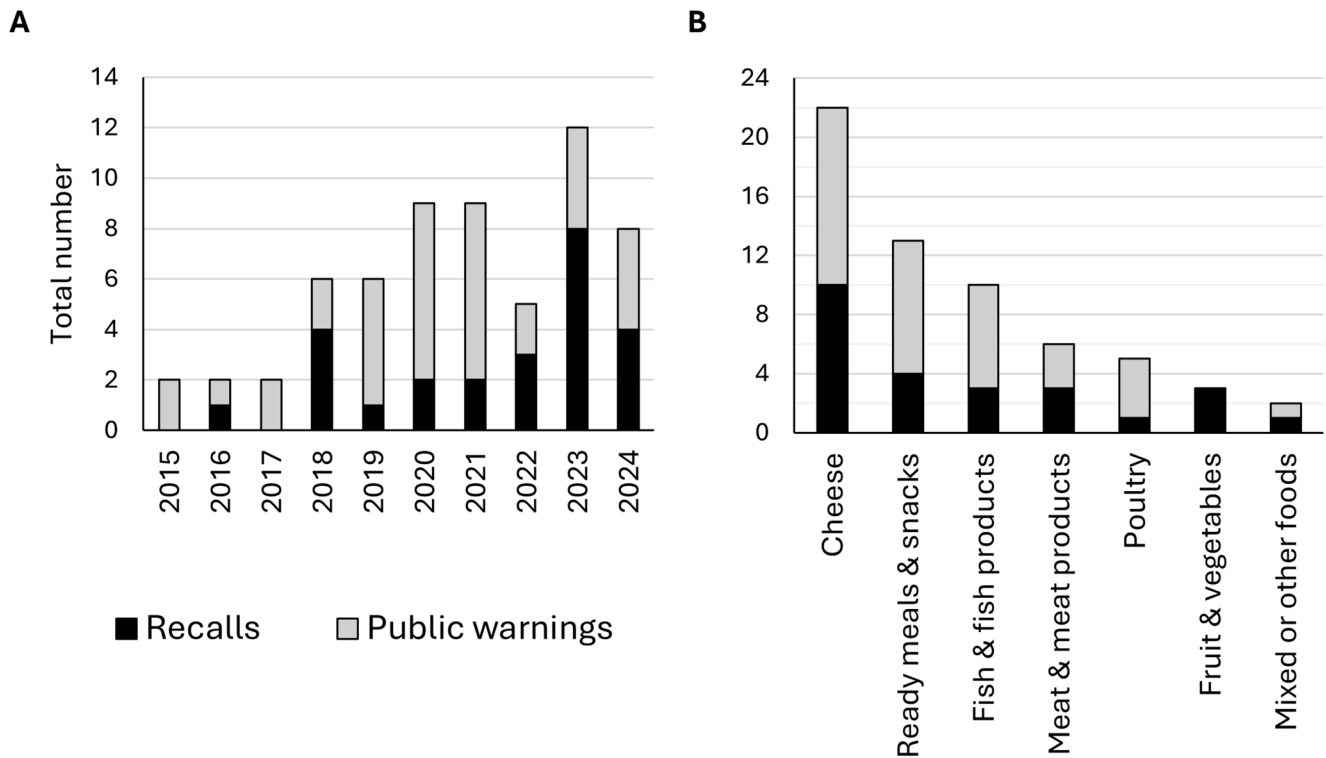 A
B
Total number
14
12
10
8
6
4
2
0
2015
2016
2017
2018
2019
2020
2021
2022
2023
2024
24
20
16
12
8
4
0
Cheese
Ready meals & snacks
Fish & fish products
Meat & meat products
Poultry
Fruit & vegetables
Mixed or other foods
Recalls
Public warnings